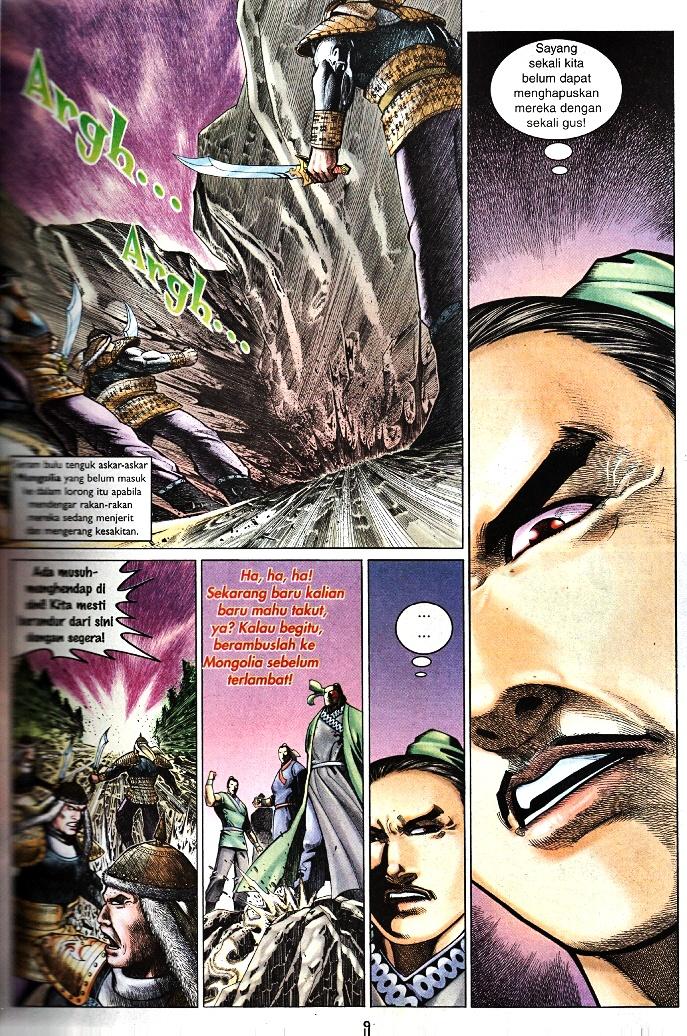 Argh...
Argh...
Seram bulu tenguk askar-askar
Mongolia yang belum masuk
ke dalam lorong itu apabila
mendengar rakan-rakan
mereka sedang menjerit
dan mengerang kesakitan.
Sayang
sekali kita
belum dapat
menghapuskan
mereka dengan
sekali gus!
Ada musuh
menghendap di
sini! Kita mesti
berundur dari sini
dengan segera!
Ha, ha, ha!
Sekarang baru kalian
baru mahu takut,
ya? Kalau begitu,
berambuslah ke
Mongolia sebelum
terlambat!
...
...
9